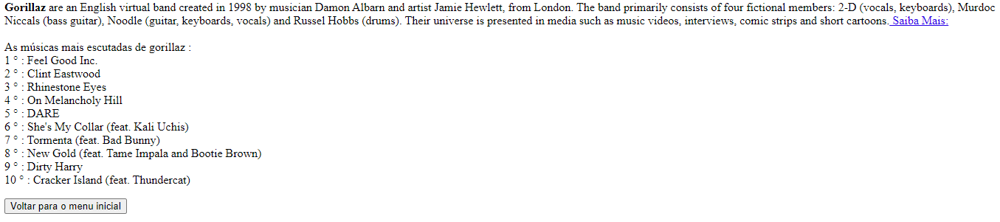 Gorillaz are an English virtual band created in 1998 by musician Damon Albarn and artist Jamie Hewlett, from London. The band primarily consists of four fictional members: 2-D (vocals, keyboards), Murdoc
Niccals (bass guitar), Noodle (guitar, keyboards, vocals) and Russel Hobbs (drums). Their universe is presented in media such as music videos, interviews, comic strips and short cartoons. Saiba Mais:
As músicas mais escutadas de gorillaz :
1 ° : Feel Good Inc.
2 ° : Clint Eastwood
3 ° : Rhinestone Eyes
4 ° : On Melancholy Hill
5 ° : DARE
6 ° : She's My Collar (feat. Kali Uchis)
7 ° : Tormenta (feat. Bad Bunny)
8 ° : New Gold (feat. Tame Impala and Bootie Brown)
9 ° : Dirty Harry
10 ° : Cracker Island (feat. Thundercat)
Voltar para o menu inicial